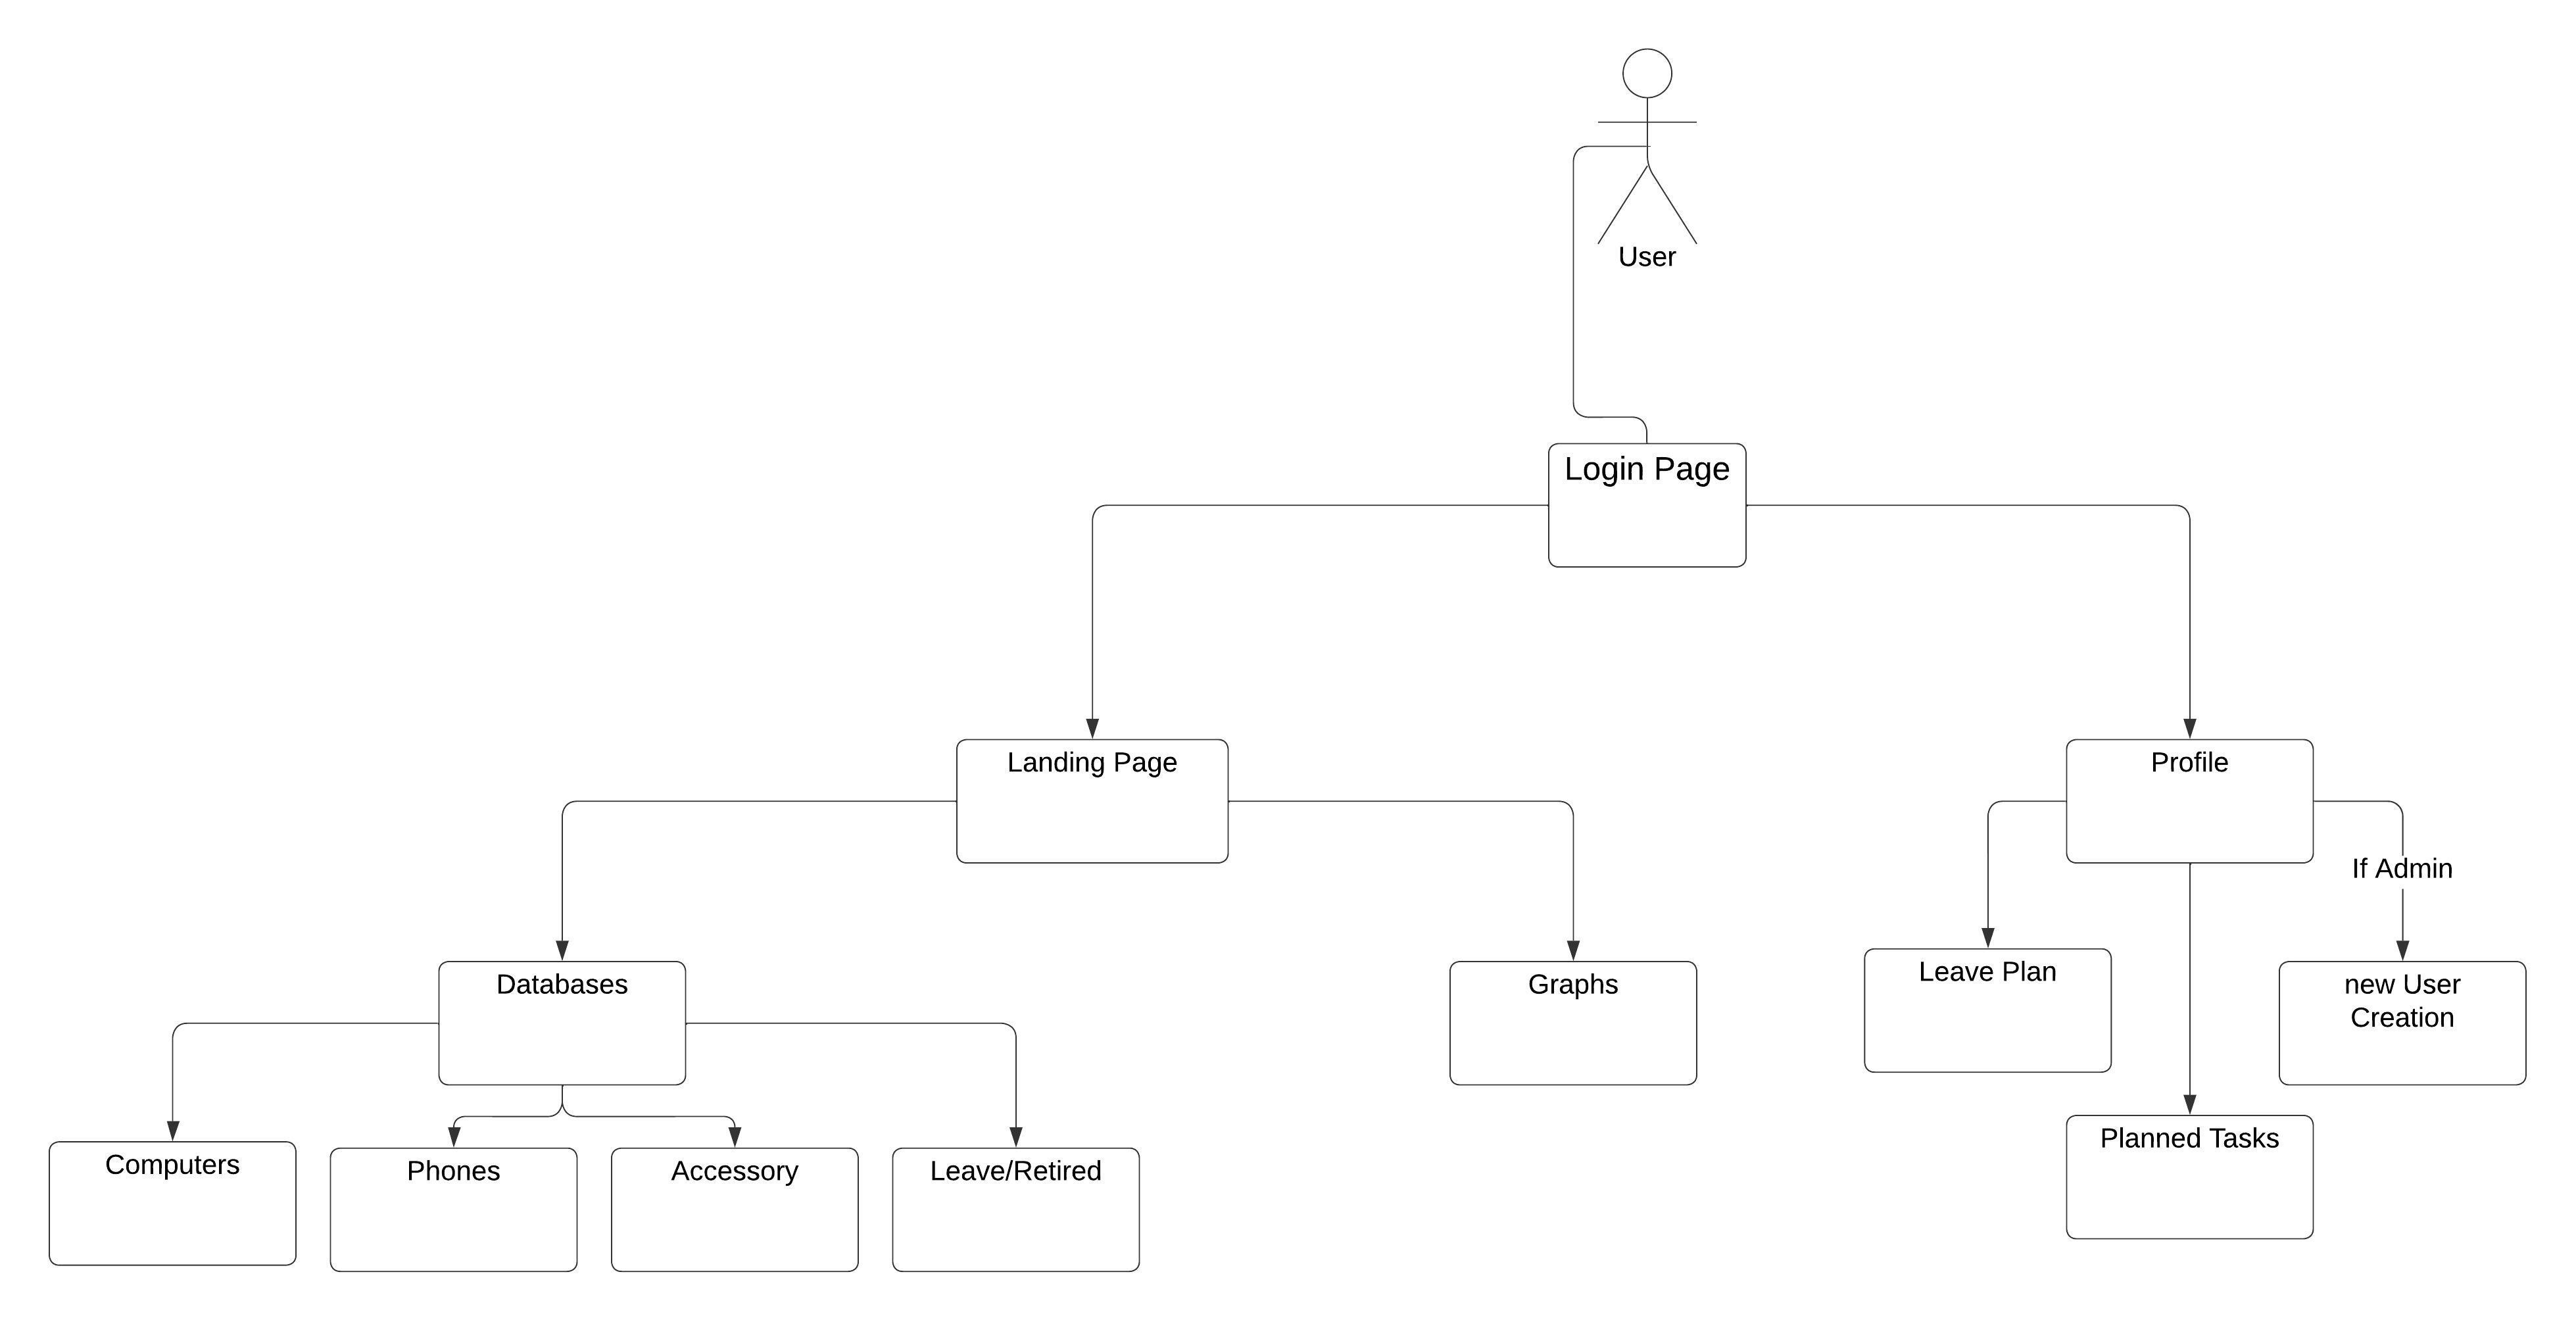 User
Login Page
Landing Page
Profile
If Admin
Databases
Graphs
Leave Plan
new User
Creation
Planned Tasks
Computers
Phones
Accessory
Leave/Retired